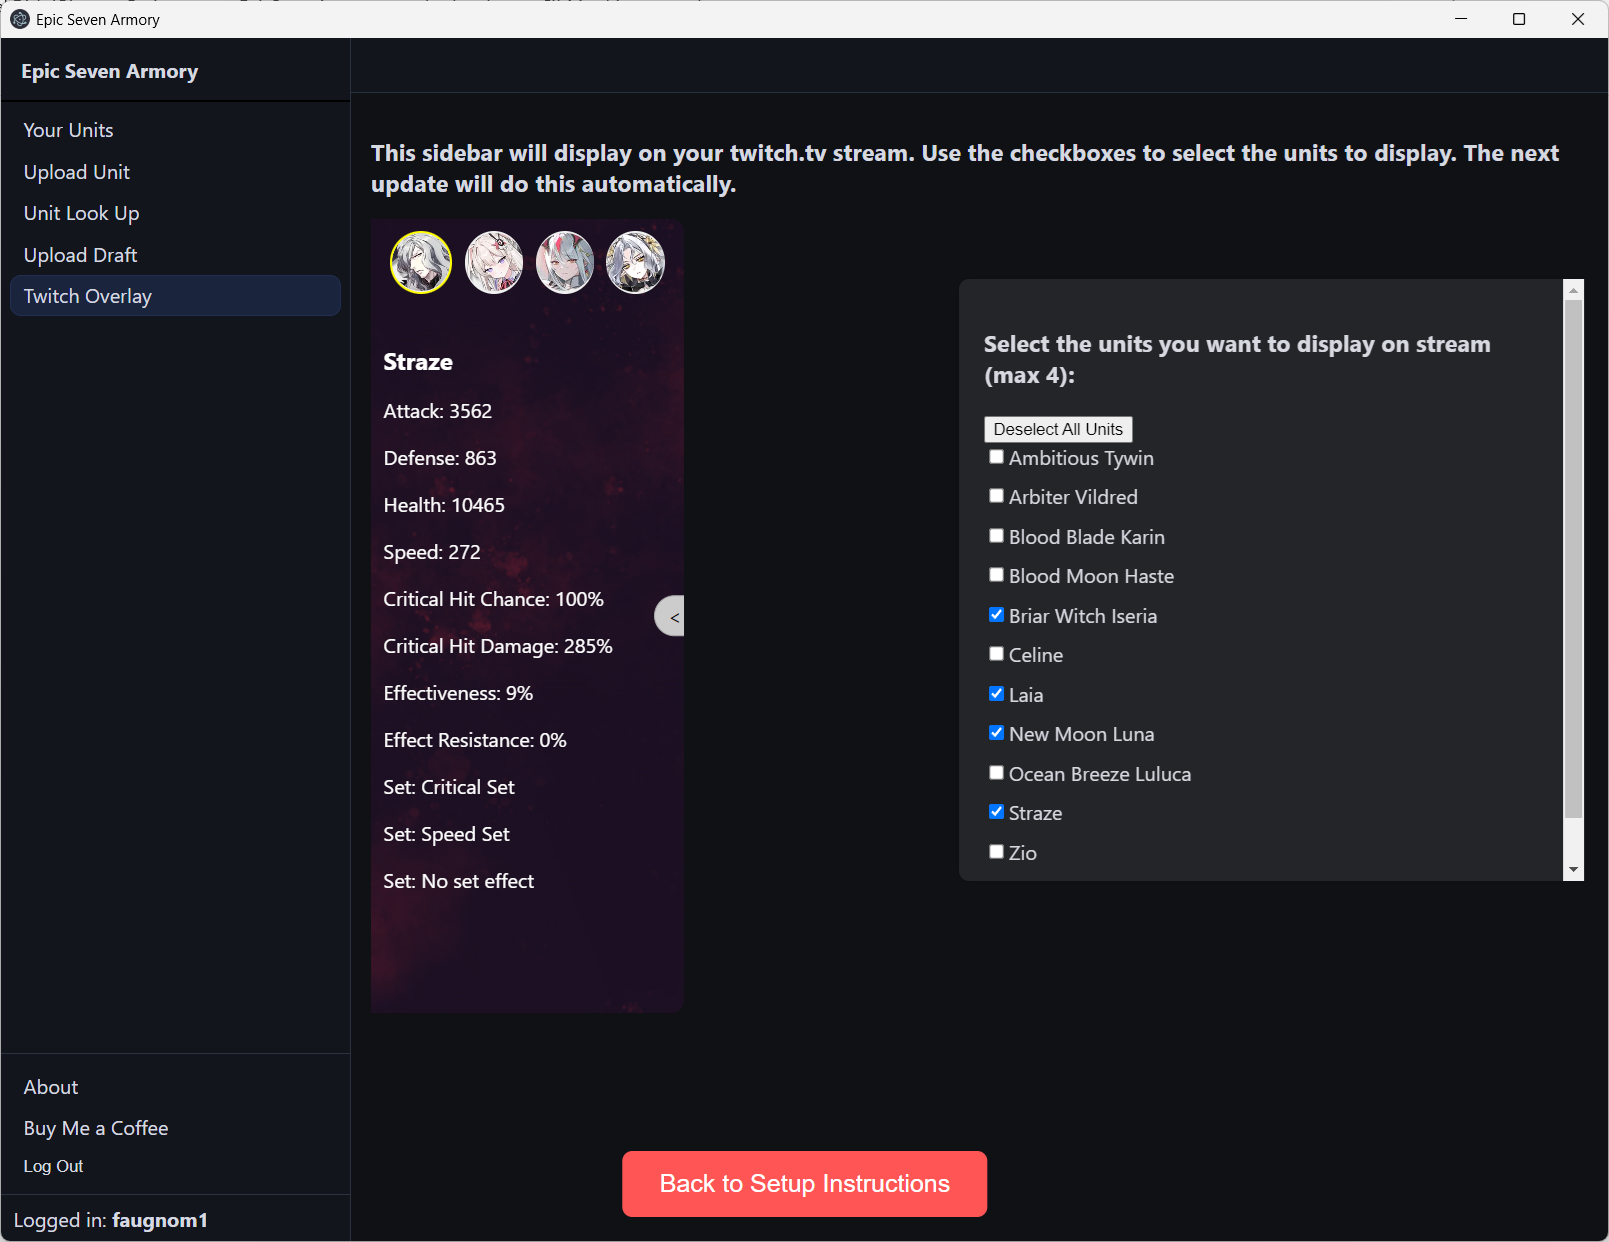 Epic Seven Armory
Epic Seven Armory
Your Units
Upload Unit
Unit Look Up
Upload Draft
Twitch Overlay
About
Buy Me a Coffee
Log Out
Logged in: faugnom1
This sidebar will display on your twitch.tv stream. Use the checkboxes to select the units to display. The next
update will do this automatically.
Straze
Attack: 3562
Defense: 863
Health: 10465
Speed: 272
Critical Hit Chance: 100%
Critical Hit Damage: 285%
Effectiveness: 9%
Effect Resistance: 0%
Set: Critical Set
Set: Speed Set
Set: No set effect
<
Select the units you want to display on stream
(max 4):
Deselect All Units
Ambitious Tywin
Arbiter Vildred
Blood Blade Karin
Blood Moon Haste
Briar Witch Iseria
Celine
Laia
New Moon Luna
Ocean Breeze Luluca
Straze
Zio
Back to Setup Instructions